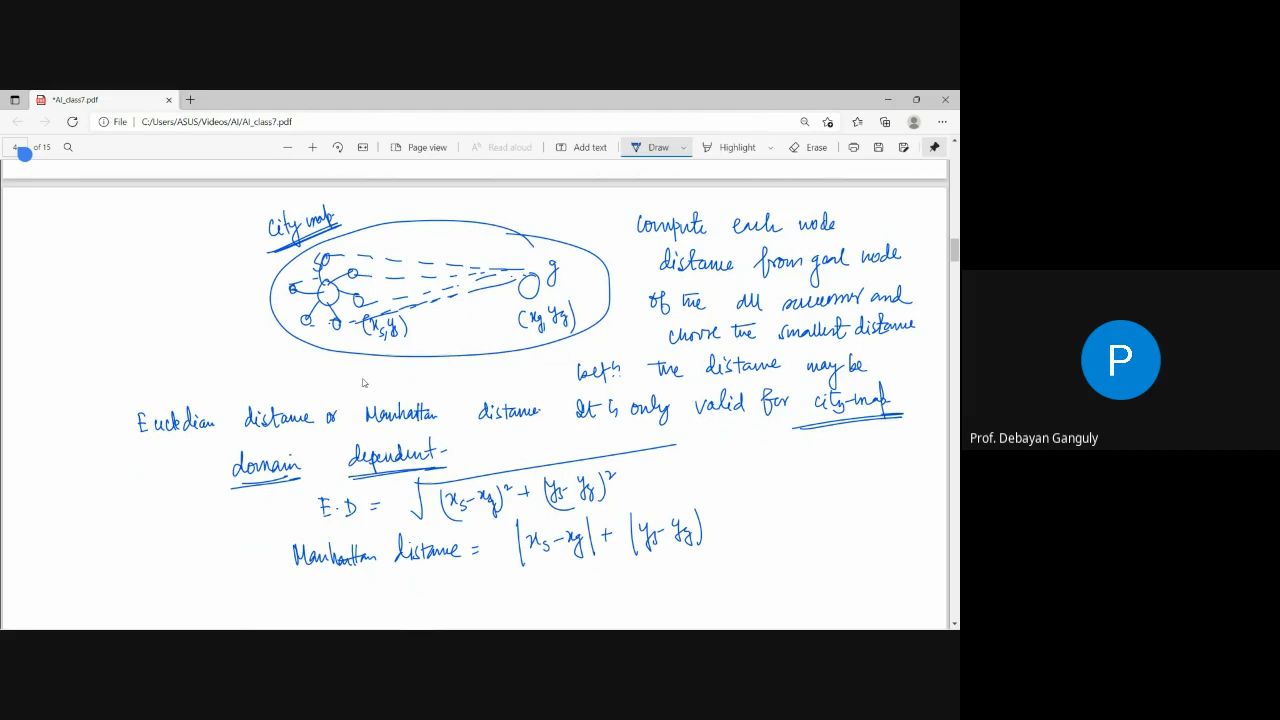 *AI_class7.pdf
File C:/Users/ASUS/Videos/AI/AI_class7.pdf
4 of 15 Page view Read aloud Add text Draw Highlight Erase
city map
S
g
(xs, ys)
(xg, yg)
compute each node
distance from goal node
of the all successor and
choose the smallest distance
the distance may be
Euckdian distance or Manhattan distance It is only valid for city-map
domain dependent-
E.D = √(xs-xg)² + (ys-yg)²
Manhattan distance = |xs-xg| + |ys-yg|
P
Prof. Debayan Ganguly